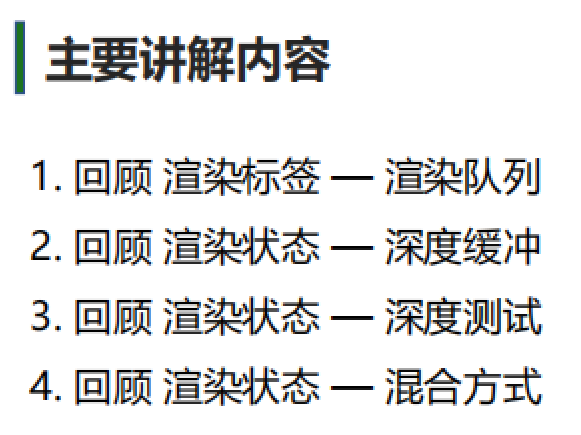 主要讲解内容
1. 回顾 渲染标签 — 渲染队列
2. 回顾 渲染状态 — 深度缓冲
3. 回顾 渲染状态 — 深度测试
4. 回顾 渲染状态 — 混合方式